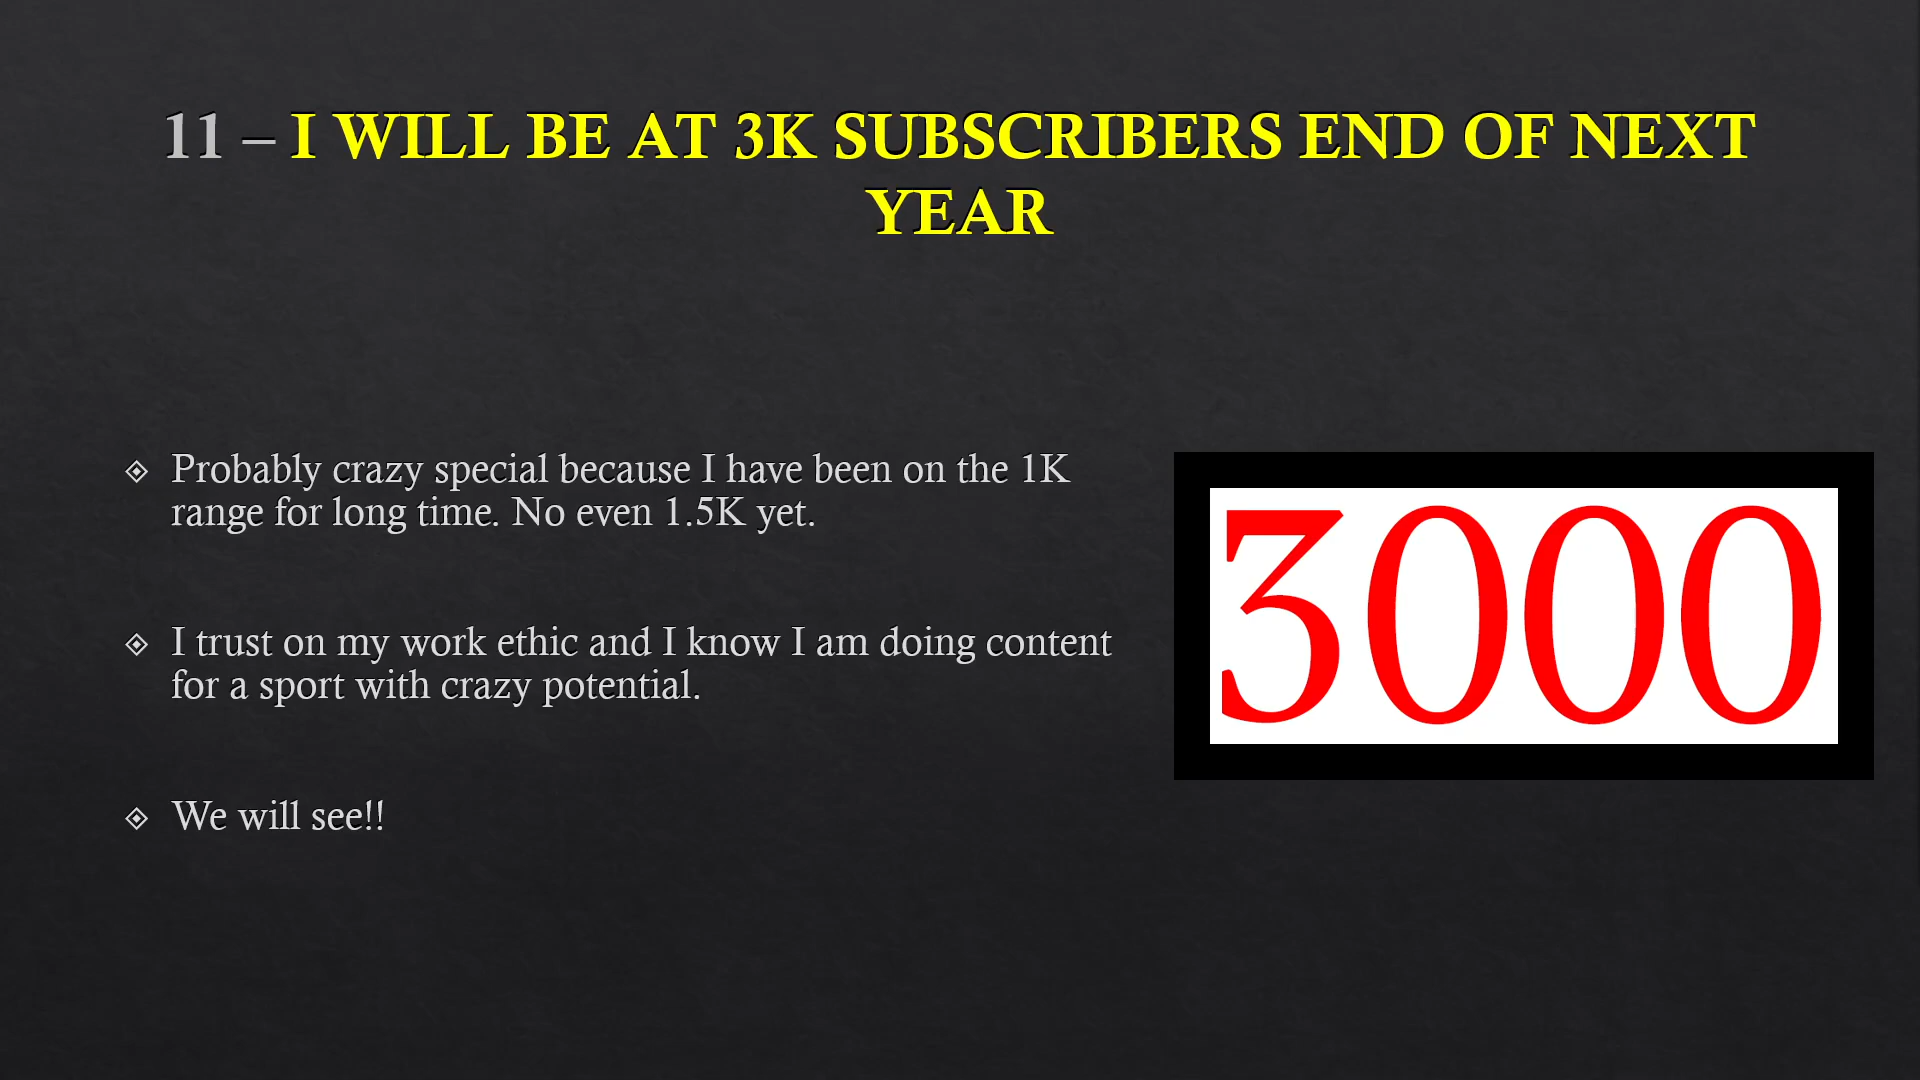 11 – I WILL BE AT 3K SUBSCRIBERS END OF NEXT
YEAR
Probably crazy special because I have been on the 1K
range for long time. No even 1.5K yet.
3000
I trust on my work ethic and I know I am doing content
for a sport with crazy potential.
We will see!!